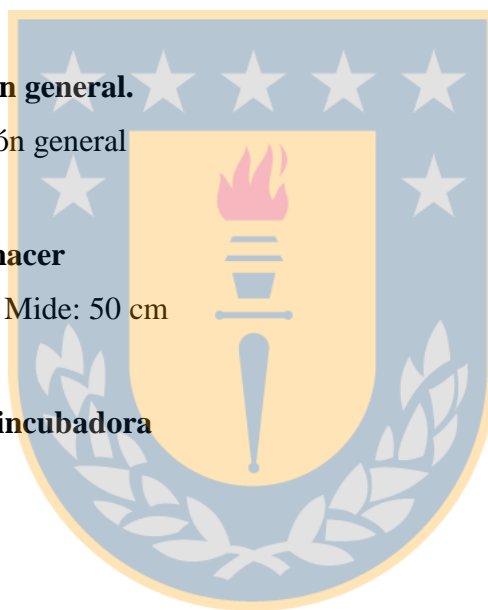 n general.
ón general
nacer
Mide: 50 cm
incubadora